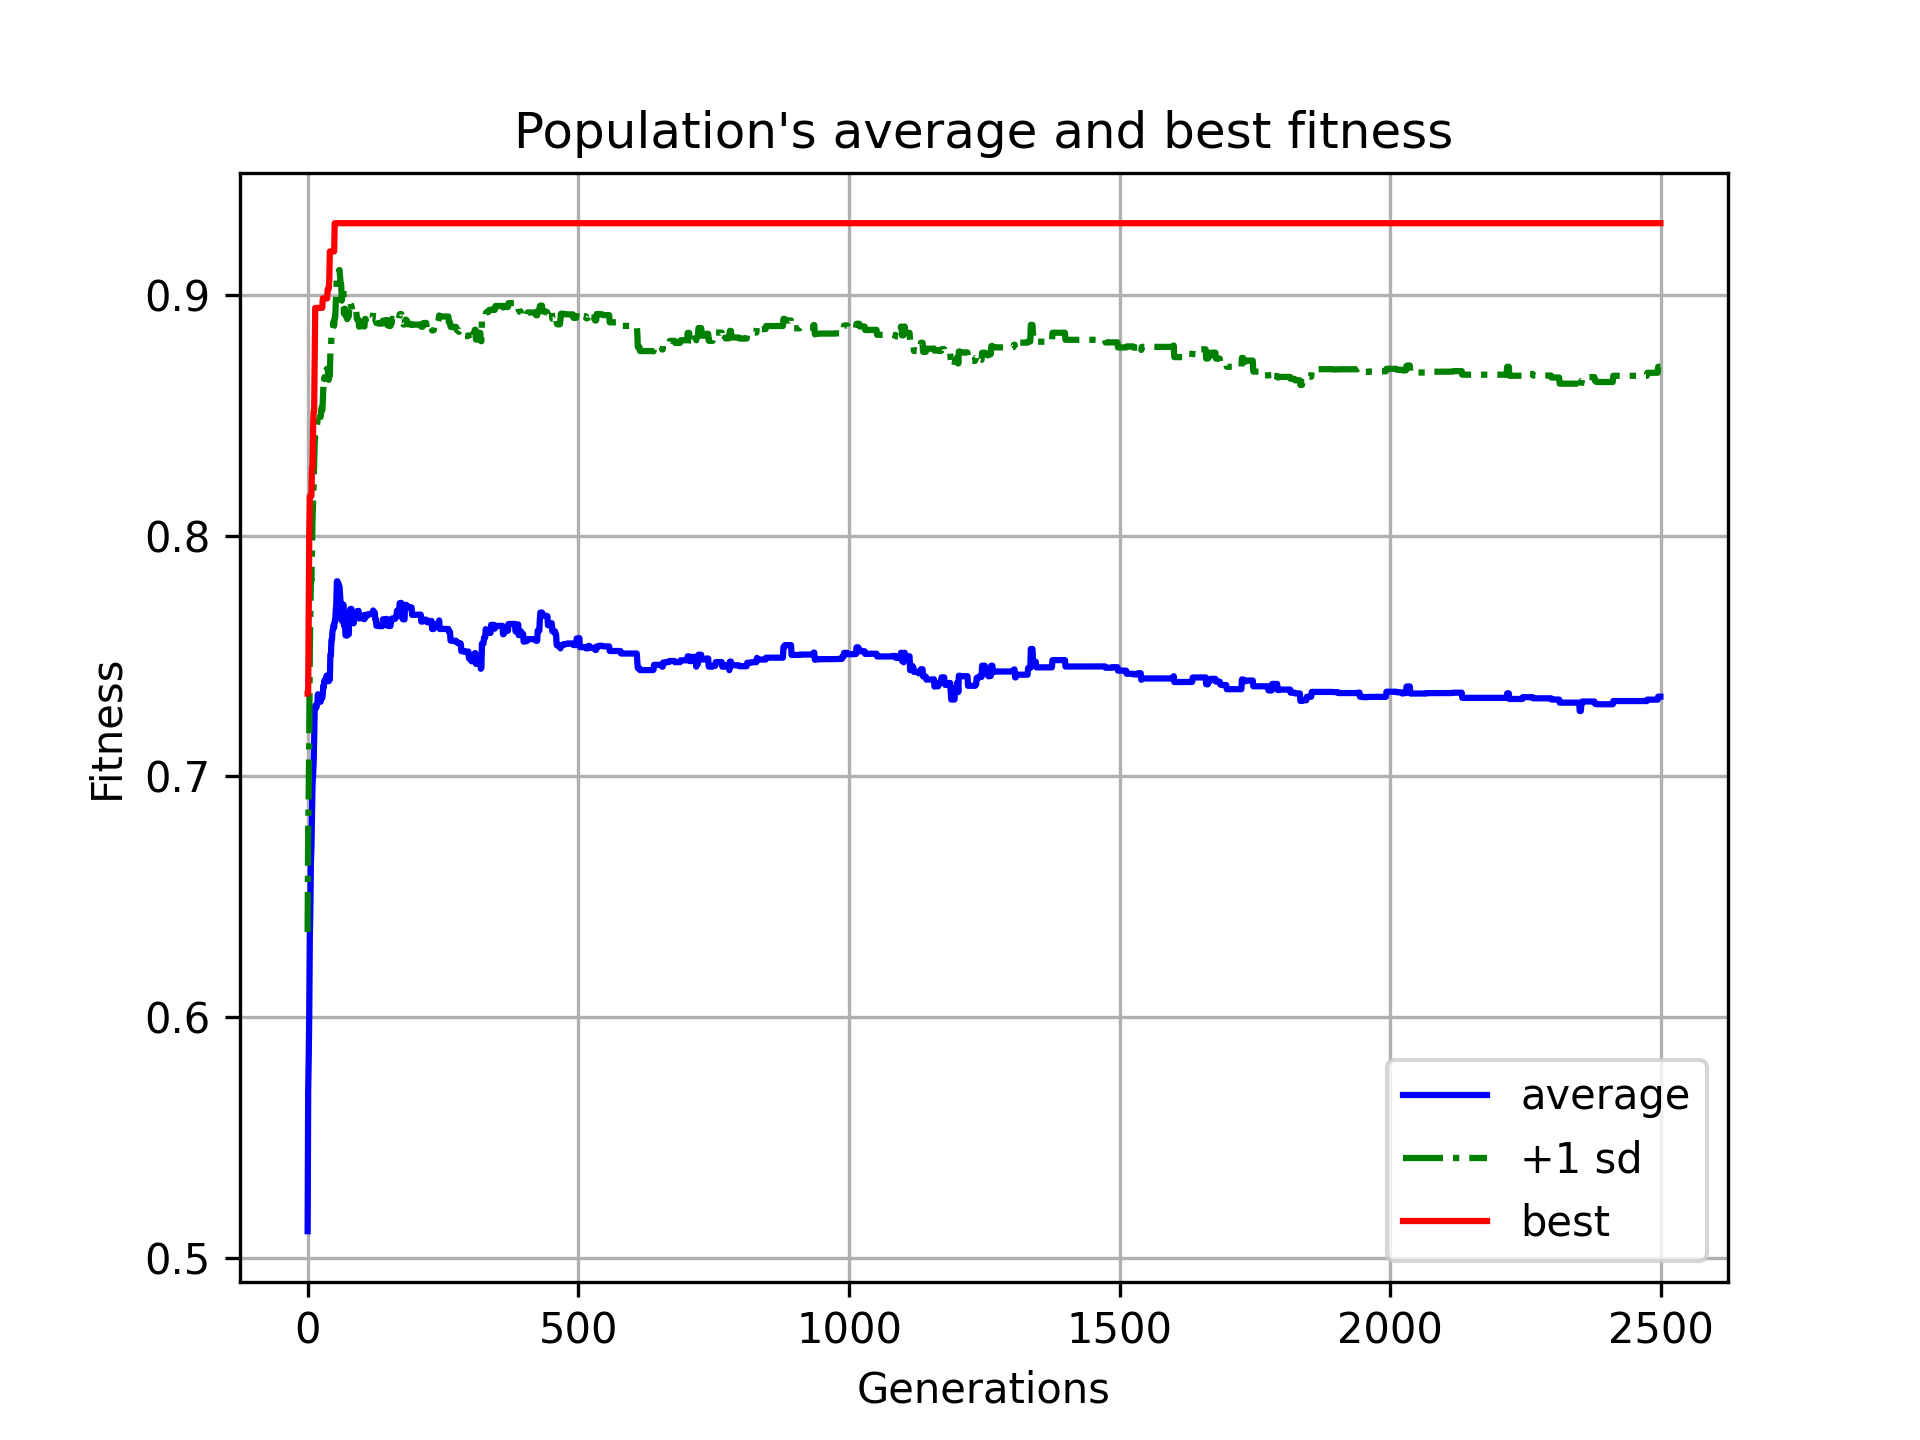 Population's average and best fitness
Fitness
0.9
0.8
0.7
0.6
0.5
0 500 1000 1500 2000 2500
Generations
average
+1 sd
best